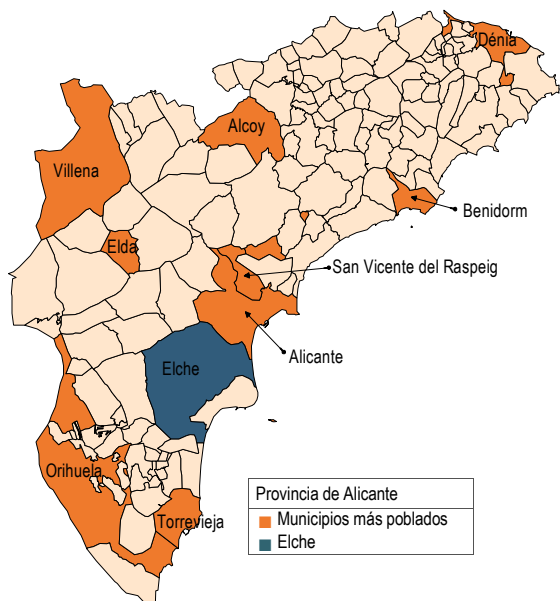 Dénia
Alcoy
Villena
Benidorm
Elda
San Vicente del Raspeig
Alicante
Elche
Orihuela
Torrevieja
Provincia de Alicante
Municipios más poblados
Elche